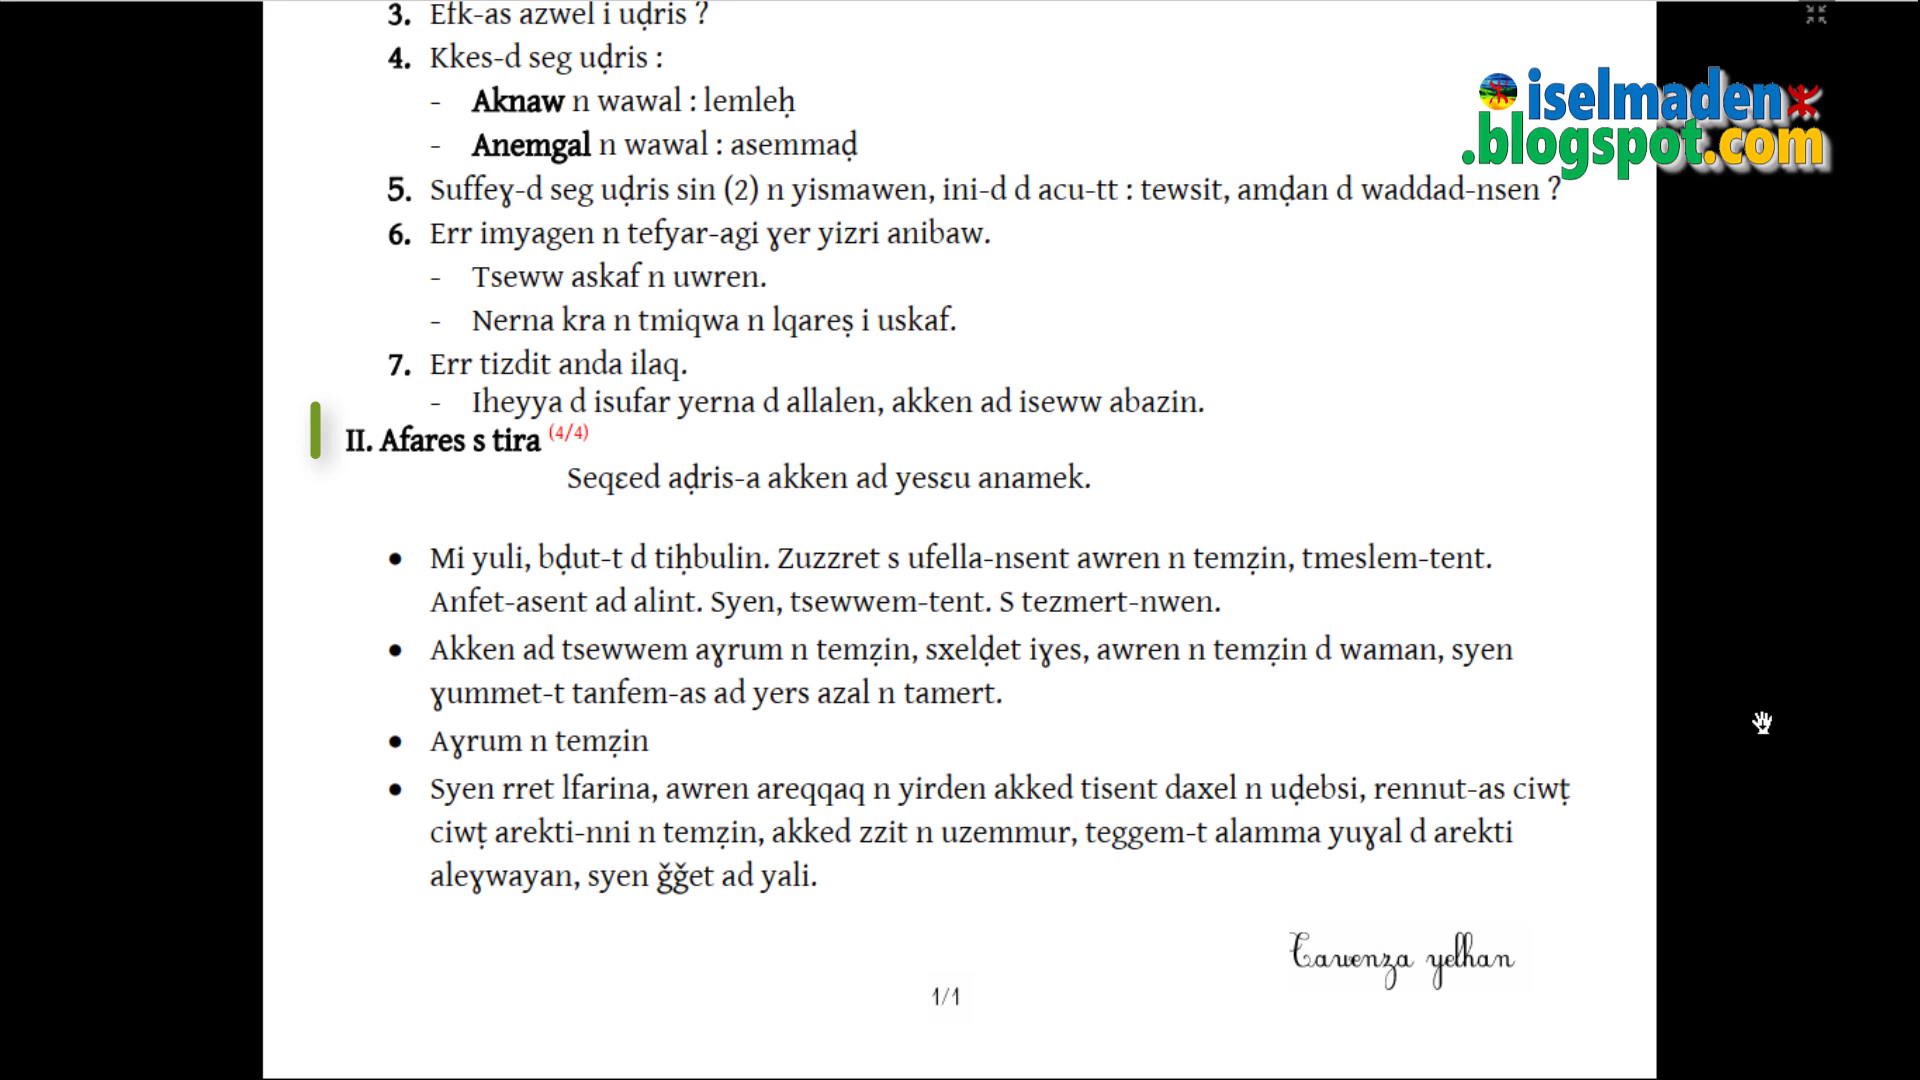 3. Efk-as azwel i uḍris ?
4. Kkes-d seg uḍris :
- Aknaw n wawal : lemleḥ
- Anemgal n wawal : asemmaḍ
5. Suffeɣ-d seg uḍris sin (2) n yismawen, ini-d d acu-tt : tewsit, amḍan d waddad-nsen ?
6. Err imyagen n tefyar-agi ɣer yizri anibaw.
- Tseww askaf n uwren.
- Nerna kra n tmiqwa n lqareṣ i uskaf.
7. Err tizdit anda ilaq.
- Iheyya d isufar yerna d allalen, akken ad iseww abazin.
II. Afares s tira (4/4)
Seqɛed aḍris-a akken ad yesɛu anamek.
• Mi yuli, bḍut-t d tiḥbulin. Zuzzret s ufella-nsent awren n temẓin, tmeslem-tent.
Anfet-asent ad alint. Syen, tsewwem-tent. S tezmert-nwen.
• Akken ad tsewwem aɣrum n temẓin, sxelḍet iɣes, awren n temẓin d waman, syen
ɣummet-t tanfem-as ad yers azal n tamert.
• Aɣrum n temẓin
• Syen rret lfarina, awren areqqaq n yirden akked tisent daxel n uḍebsi, rennut-as ciwṭ
ciwṭ arekti-nni n temẓin, akked zzit n uzemmur, teggem-t alamma yuɣal d arekti
aleɣwayan, syen ǧǧet ad yali.
Tawenza yelhan
1/1
iselmaden
.blogspot.com